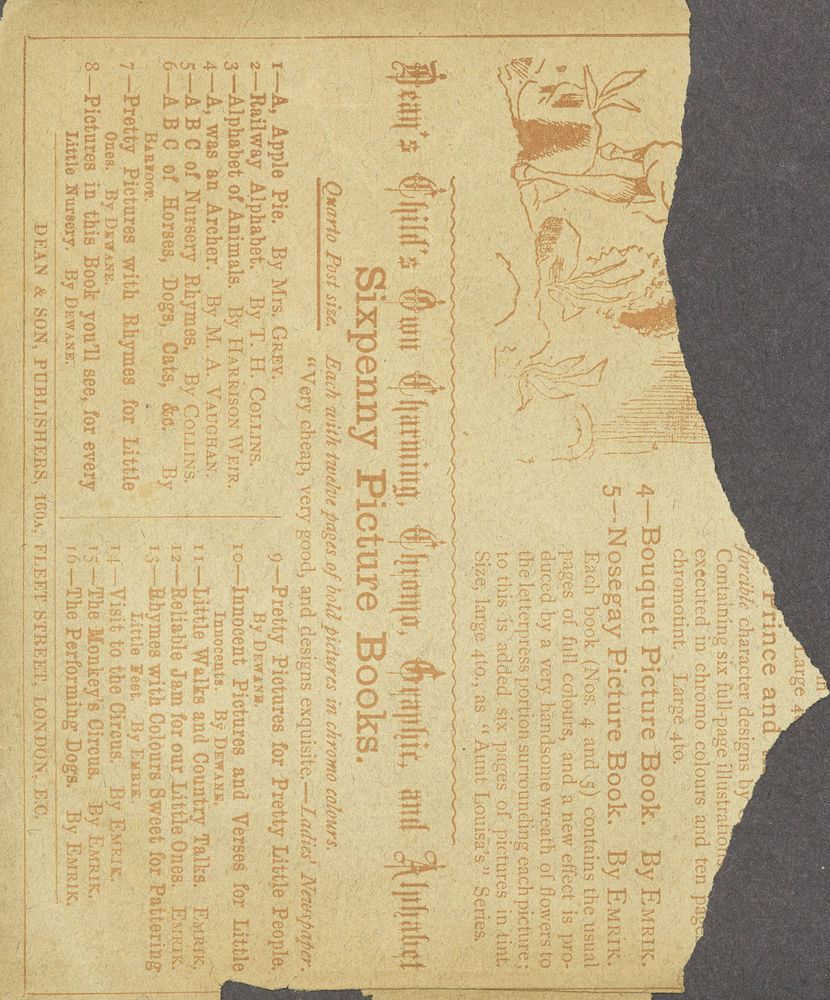 large 4
Prince and
forcible character designs by
Containing six full-page illustrations
executed in chromo colours and ten page
chromotint. Large 4to.
4—Bouquet Picture Book. By EMRIK.
5—Nosegay Picture Book. By EMRIK.
Each book (Nos. 4 and 5) contains the usual
pages of full colours, and a new effect is pro-
duced by a very handsome wreath of flowers to
the letterpress portion surrounding each picture;
to this is added six pages of pictures in tint.
Size, large 4to., as "Aunt Louisa's" Series.
Dean's Child's Own Charming, Chromo, Graphic, and Alphabet
Sixpenny Picture Books.
Quarto Post size. Each with twelve pages of bold pictures in chromo colours.
"Very cheap, very good, and designs exquisite.—Ladies' Newspaper.
1—A, Apple Pie. By Mrs. GREY.
2—Railway Alphabet. By T. H. COLLINS.
3—Alphabet of Animals. By HARRISON WEIR.
4—A, was an Archer. By M. A. VAUGHAN.
5—A B C of Nursery Rhymes. By COLLINS.
6—A B C of Horses, Dogs, Cats, &c. By
BARFOOT.
7—Pretty Pictures with Rhymes for Little
Ones. By DEWANE.
8—Pictures in this Book you'll see, for every
Little Nursery. By DEWANE.
9—Pretty Pictures for Pretty Little People.
By DEWANE.
10—Innocent Pictures and Verses for Little
Innocents. By DEWANE.
11—Little Walks and Country Talks. EMRIK.
12—Reliable Jam for our Little Ones. EMRIK.
13—Rhymes with Colours Sweet for Pattering
Little Feet. By EMRIK.
14—Visit to the Circus. By EMRIK.
15—The Monkey's Circus. By EMRIK.
16—The Performing Dogs. By EMRIK.
DEAN & SON, PUBLISHERS, 160A, FLEET STREET, LONDON, E.C.